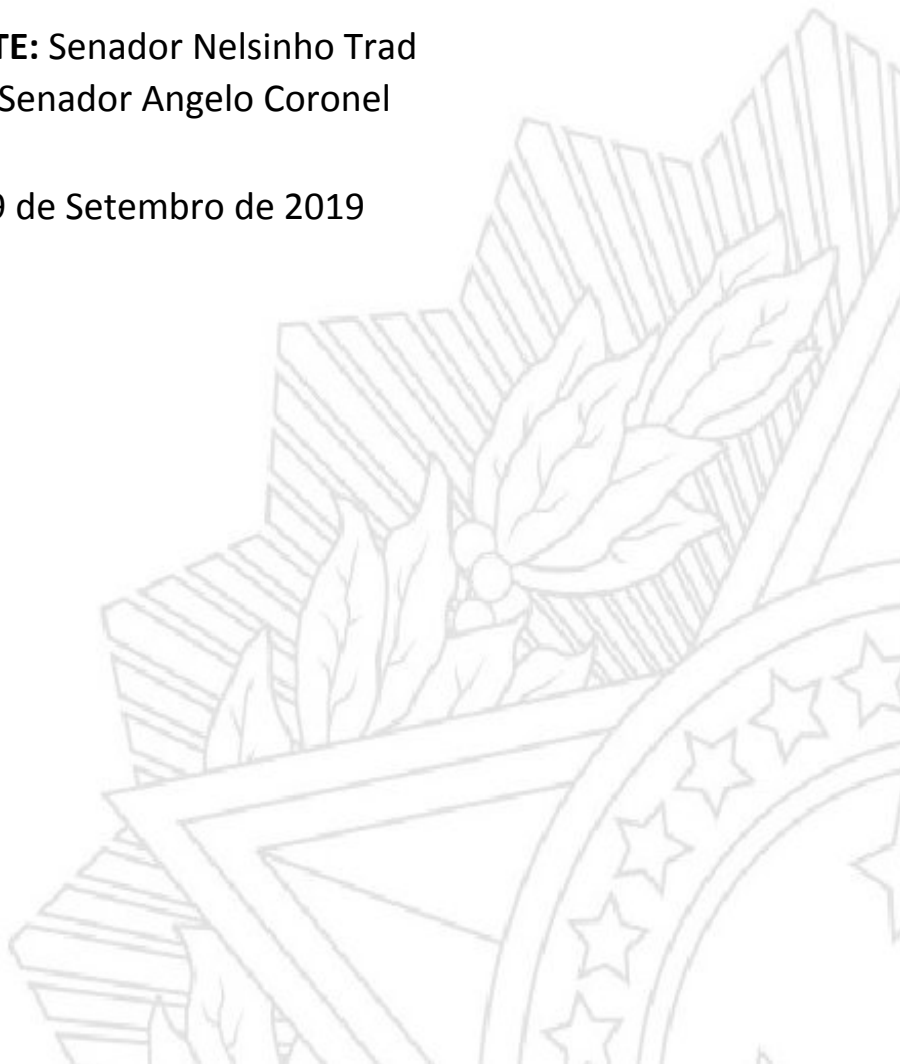 TE: Senador Nelsinho Trad
Senador Angelo Coronel
9 de Setembro de 2019